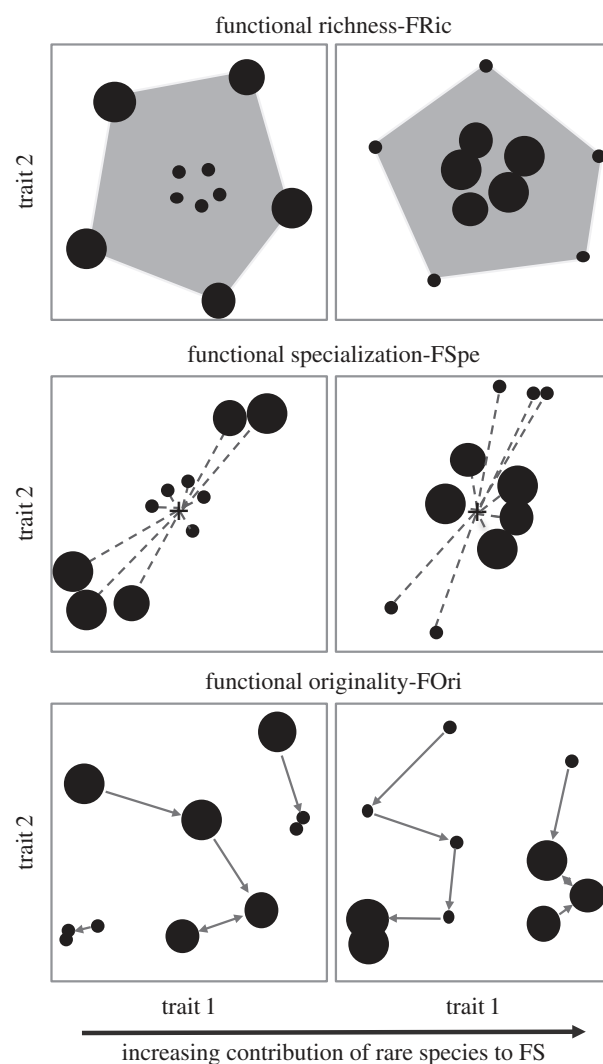 functional richness-FRic
trait 2
functional specialization-FSpe
trait 2
functional originality-FOri
trait 2
trait 1
trait 1
increasing contribution of rare species to FS